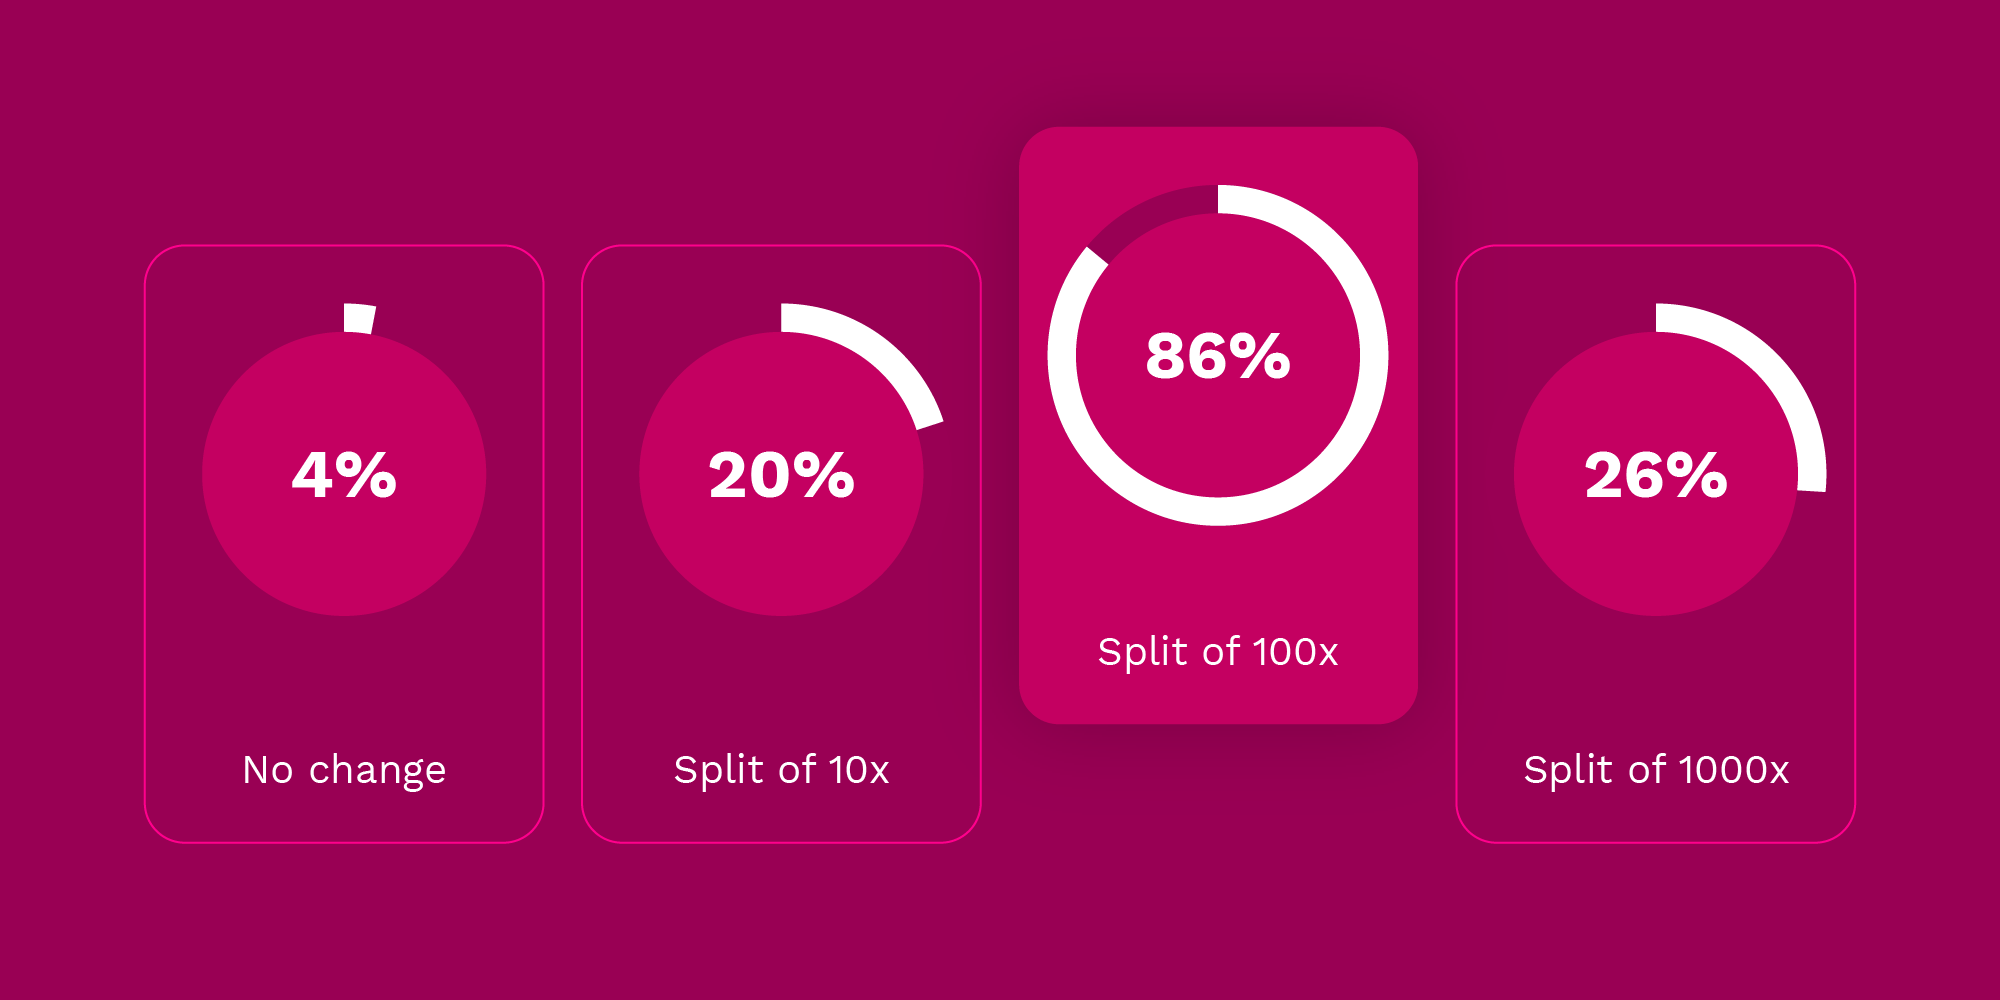 4%
No change
20%
Split of 10x
86%
Split of 100x
26%
Split of 1000x